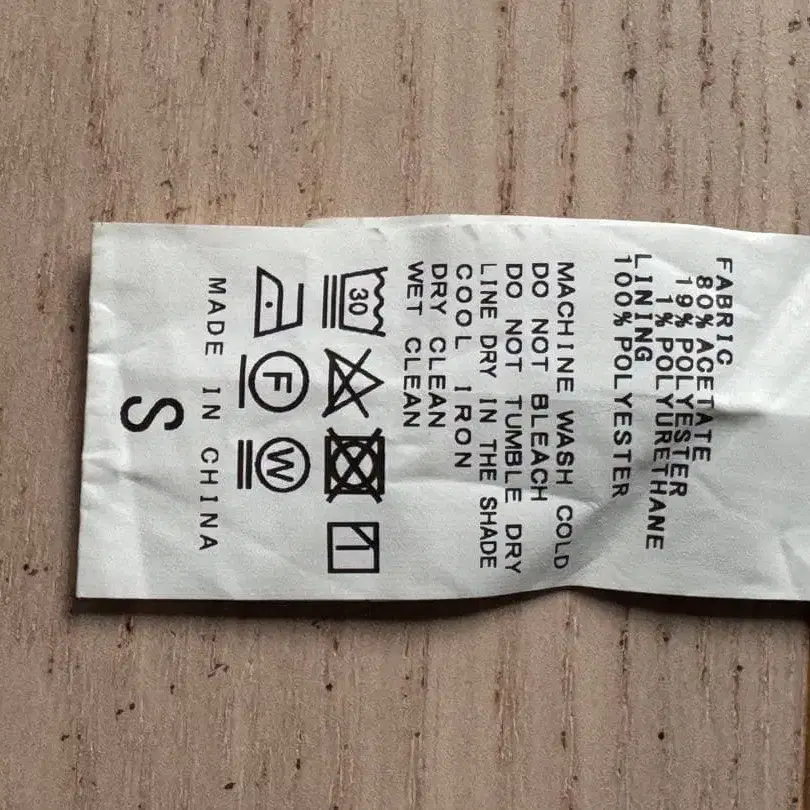 FABRIC
80% ACETATE
19% POLYESTER
1% POLYURETHANE
LINING
100% POLYESTER
MACHINE WASH COLD
DO NOT BLEACH
DO NOT TUMBLE DRY
LINE DRY IN THE SHADE
COOL IRON
DRY CLEAN
WET CLEAN
30
F W
MADE IN CHINA
S